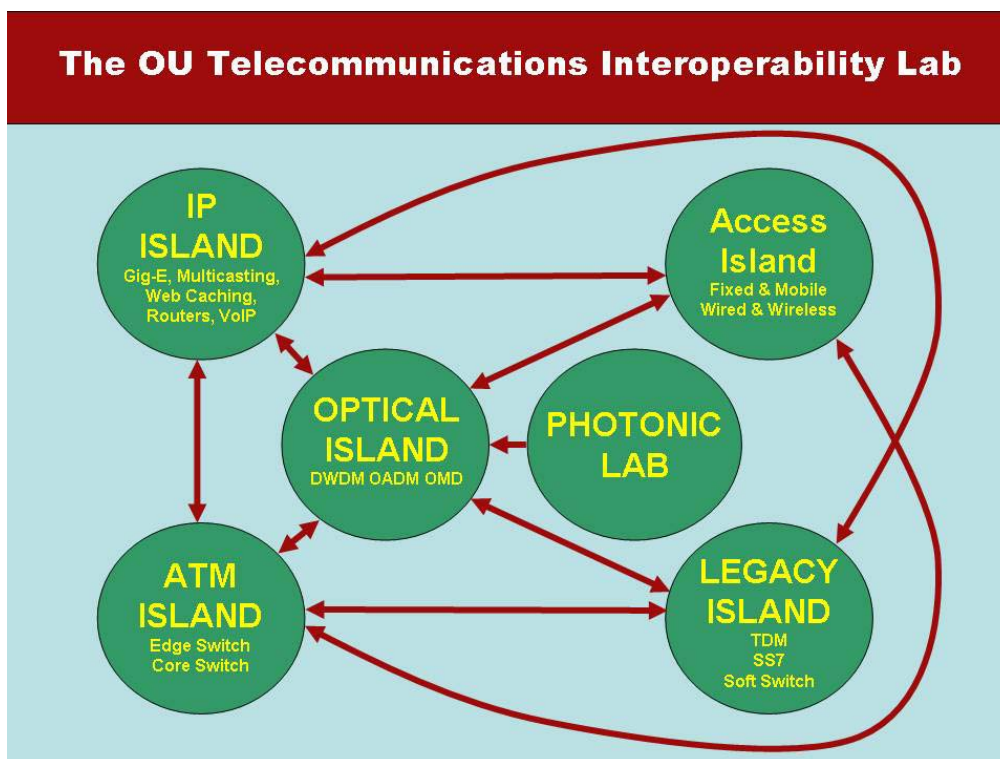 The OU Telecommunications Interoperability Lab
IP
ISLAND
Gig-E, Multicasting,
Web Caching,
Routers, VoIP
Access
Island
Fixed & Mobile
Wired & Wireless
OPTICAL
ISLAND
DWDM OADM OMD
PHOTONIC
LAB
ATM
ISLAND
Edge Switch
Core Switch
LEGACY
ISLAND
TDM
SS7
Soft Switch